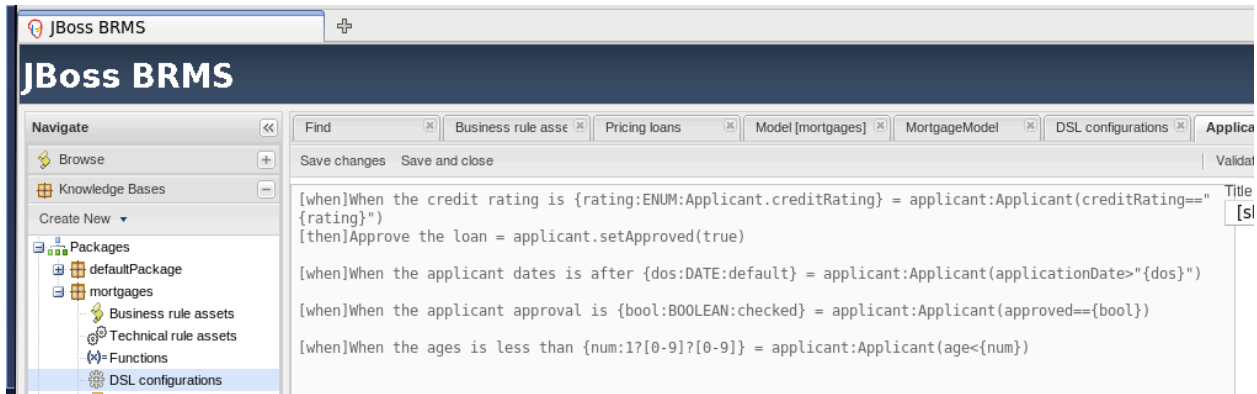 JBoss BRMS
JBoss BRMS
Navigate
Find
Business rule asse
Pricing loans
Model [mortgages]
MortgageModel
DSL configurations
Applica
Browse
Save changes Save and close
Validat
Knowledge Bases
Create New
Packages
defaultPackage
mortgages
Business rule assets
Technical rule assets
(x)= Functions
DSL configurations
[when]When the credit rating is {rating:ENUM:Applicant.creditRating} = applicant:Applicant(creditRating=="
{rating}")
[then]Approve the loan = applicant.setApproved(true)
[when]When the applicant dates is after {dos:DATE:default} = applicant:Applicant(applicationDate>"{dos}")
[when]When the applicant approval is {bool:BOOLEAN:checked} = applicant:Applicant(approved=={bool})
[when]When the ages is less than {num:1?[0-9]?[0-9]} = applicant:Applicant(age<{num})
Title